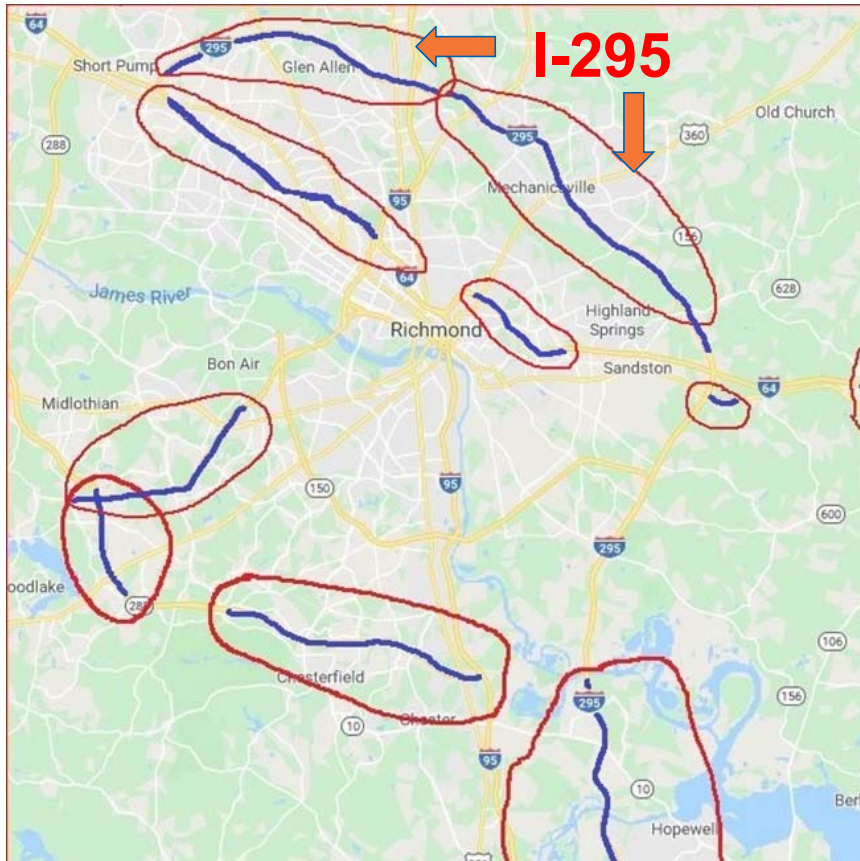 64
295
I-295
Short Pump
Glen Allen
Old Church
360
288
295
Mechanicsville
95
156
64
James River
628
Highland
Springs
Richmond
Bon Air
Sandston
64
Midlothian
150
95
600
295
oodlake
288
106
Chesterfield
295
156
Chester
10
95
10
Hopewell
Berl